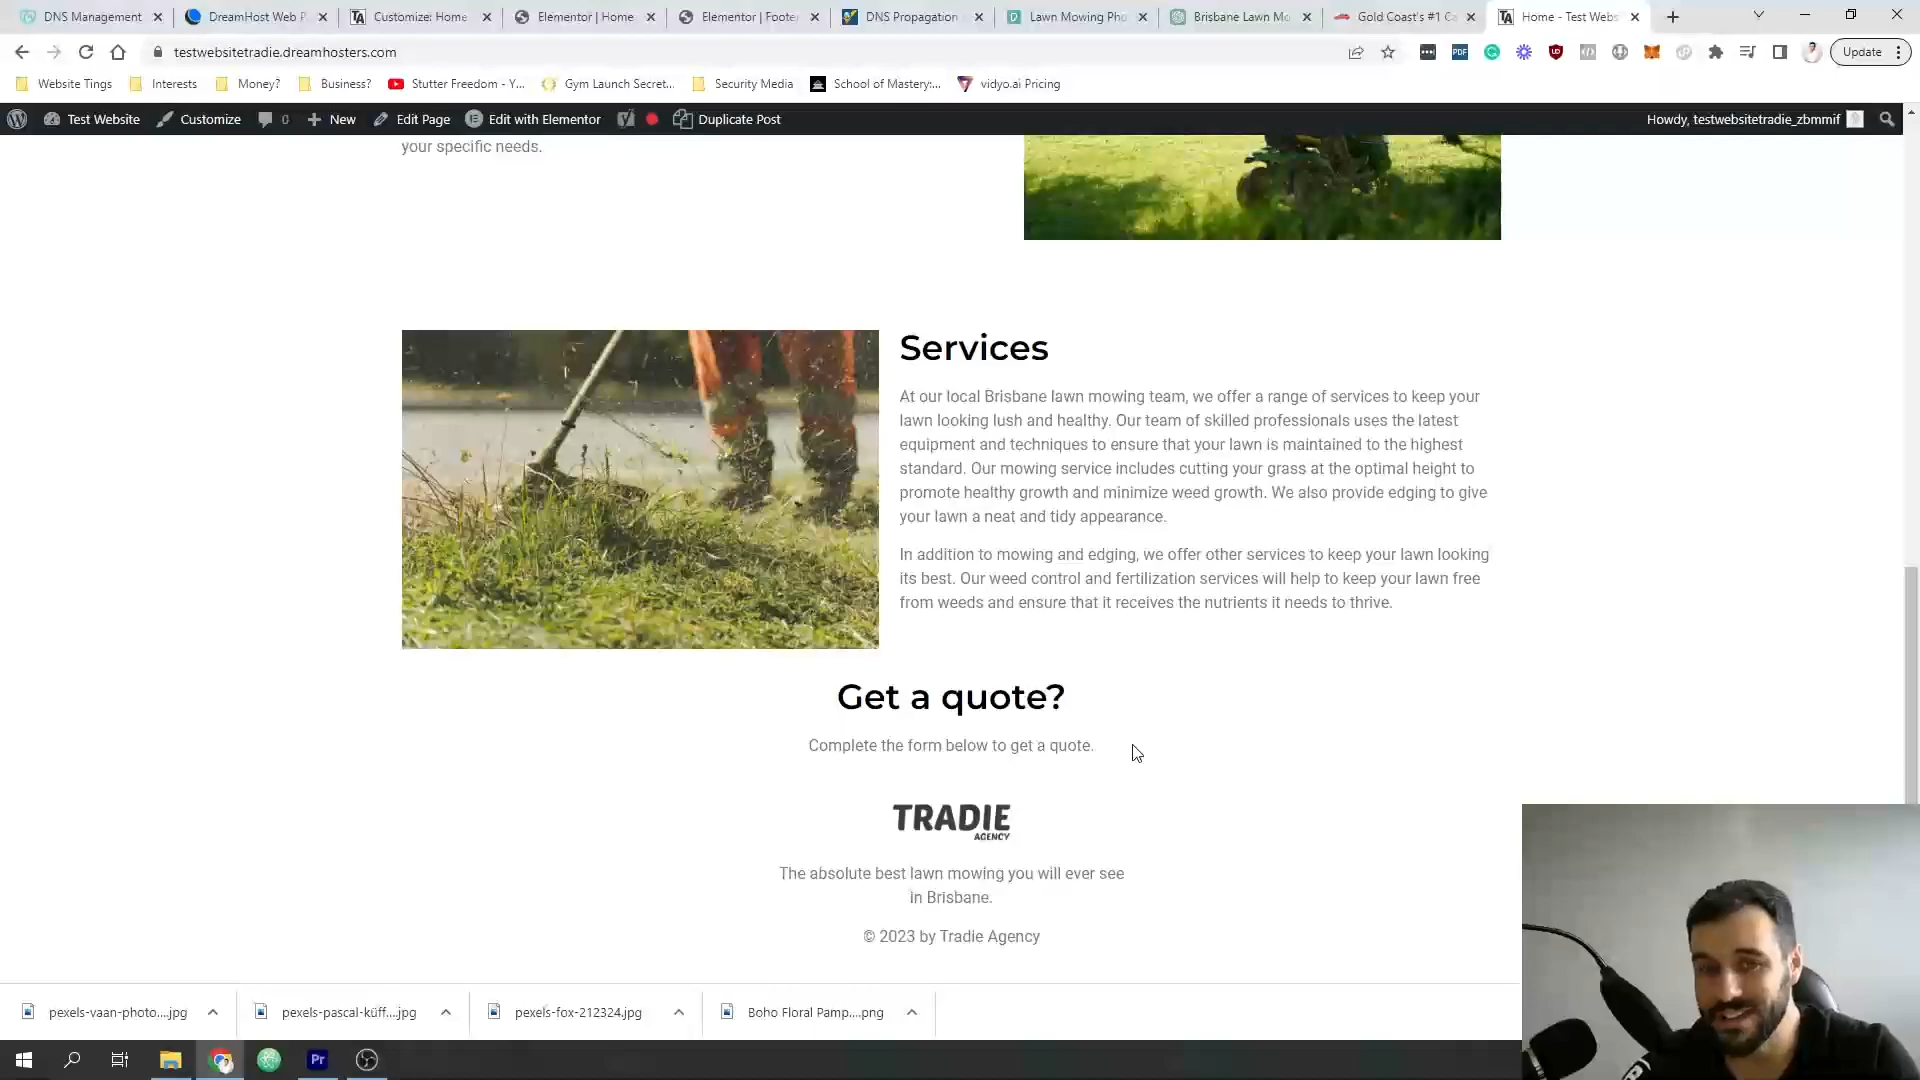 DNS Management
DreamHost Web P
Customize: Home
Elementor | Home
Elementor | Footer
DNS Propagation
Lawn Mowing Pho
Brisbane Lawn Mo
Gold Coast's #1 Ca
Home - Test Webs
testwebsitetradie.dreamhosters.com
Update
Website Tings
Interests
Money?
Business?
Stutter Freedom - Y...
Gym Launch Secret...
Security Media
School of Mastery:...
vidyo.ai Pricing
Test Website
Customize
0
New
Edit Page
Edit with Elementor
Duplicate Post
Howdy, testwebsitetradie_zbmmif
your specific needs.
Services
At our local Brisbane lawn mowing team, we offer a range of services to keep your
lawn looking lush and healthy. Our team of skilled professionals uses the latest
equipment and techniques to ensure that your lawn is maintained to the highest
standard. Our mowing service includes cutting your grass at the optimal height to
promote healthy growth and minimize weed growth. We also provide edging to give
your lawn a neat and tidy appearance.
In addition to mowing and edging, we offer other services to keep your lawn looking
its best. Our weed control and fertilization services will help to keep your lawn free
from weeds and ensure that it receives the nutrients it needs to thrive.
Get a quote?
Complete the form below to get a quote.
TRADIE
AGENCY
The absolute best lawn mowing you will ever see
in Brisbane.
© 2023 by Tradie Agency
pexels-vaan-photo....jpg
pexels-pascal-küff....jpg
pexels-fox-212324.jpg
Boho Floral Pamp....png
Pr